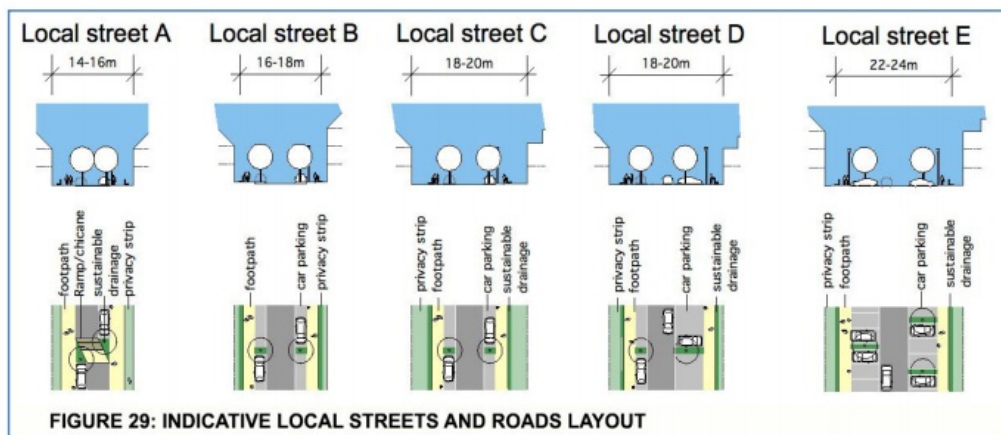 Local street A
Local street B
Local street C
Local street D
Local street E
14-16m
16-18m
18-20m
18-20m
22-24m
footpath
Ramp/chicane
sustainable
drainage
privacy strip
footpath
car parking
privacy strip
privacy strip
footpath
car parking
sustainable
drainage
privacy strip
footpath
car parking
sustainable
drainage
privacy strip
footpath
car parking
sustainable
drainage
FIGURE 29: INDICATIVE LOCAL STREETS AND ROADS LAYOUT